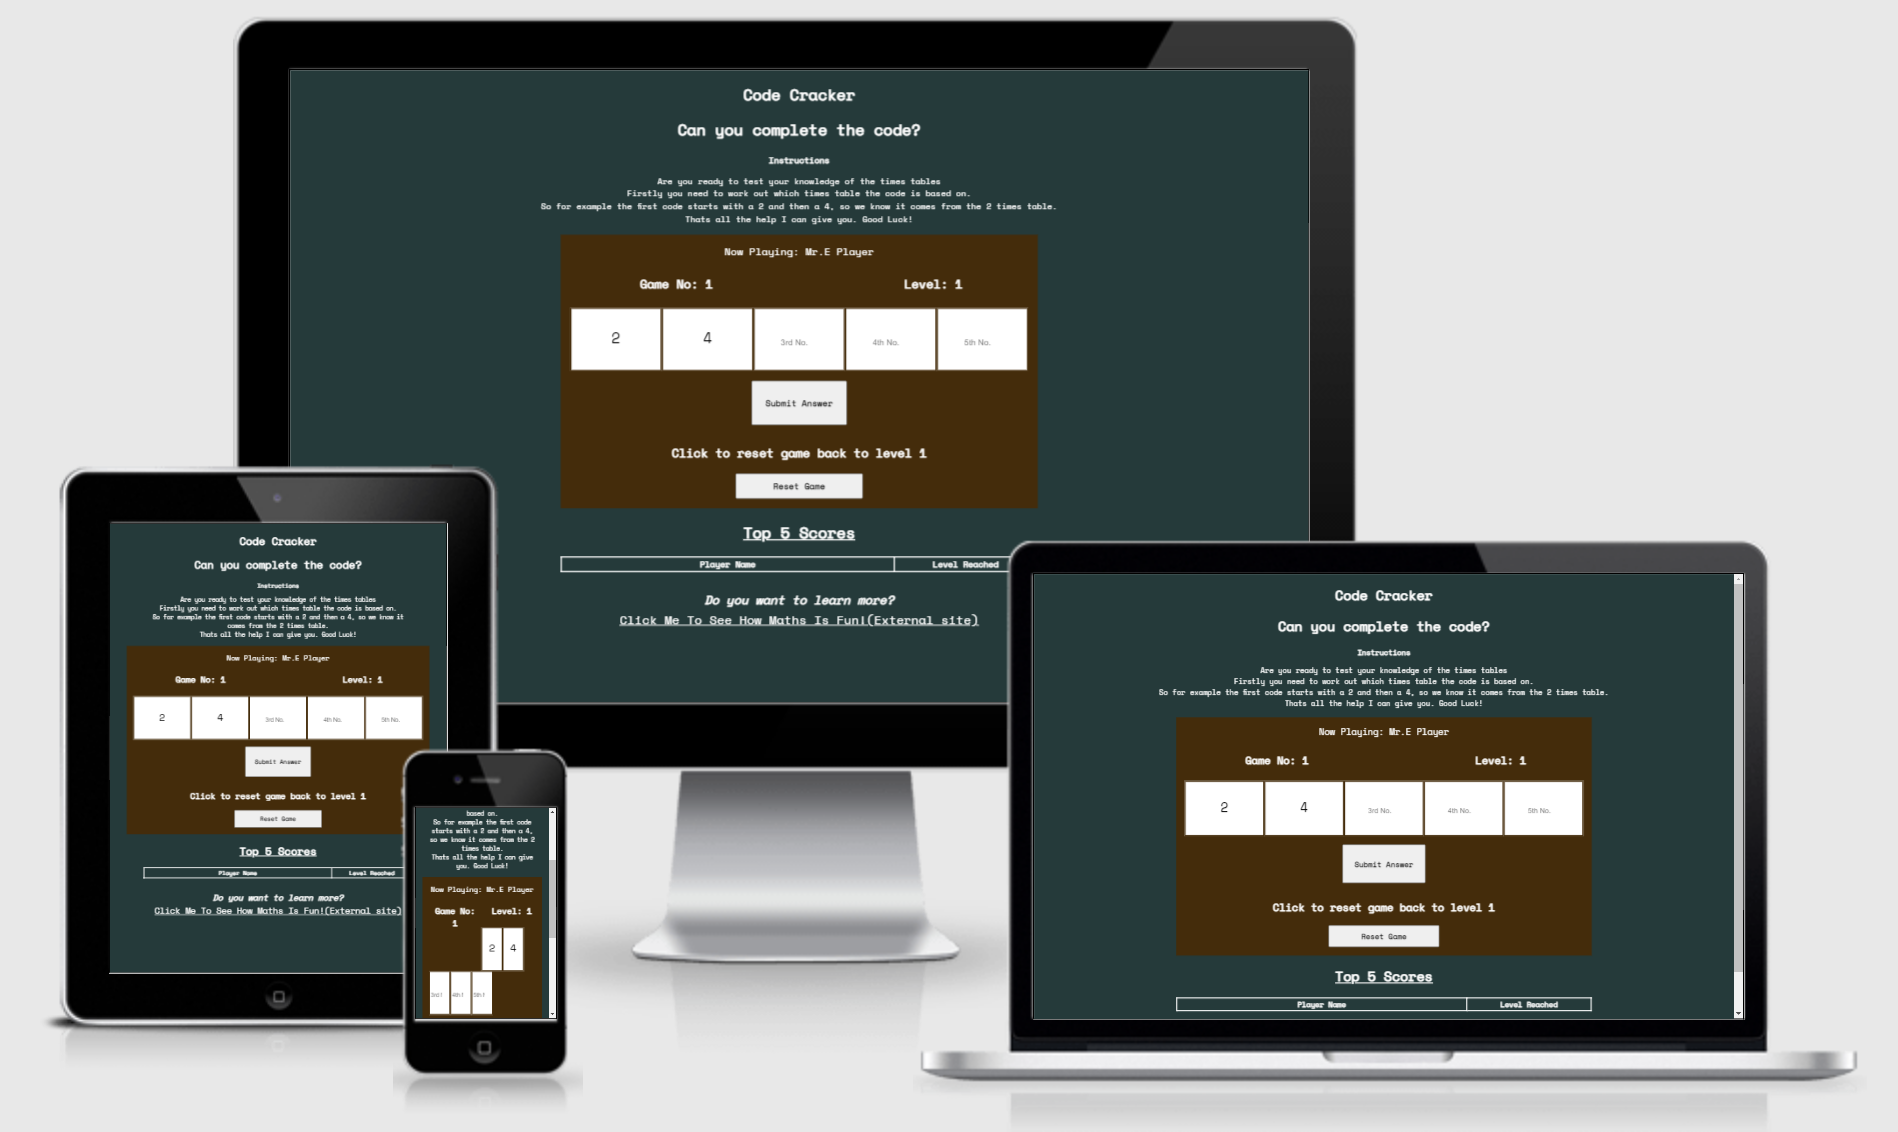 Code Cracker
Can you complete the code?
Instructions
Are you ready to test your knowledge of the times tables
Firstly you need to work out which times table the code is based on.
So for example the first code starts with a 2 and then a 4, so we know it comes from the 2 times table.
Thats all the help I can give you. Good Luck!
Now Playing: Mr.E Player
Game No: 1 Level: 1
2 4 3rd No. 4th No. 5th No.
Submit Answer
Click to reset game back to level 1
Reset Game
Top 5 Scores
Player Name Level Reached
Do you want to learn more?
Click Me To See How Maths Is Fun!(External site)
Code Cracker
Can you complete the code?
Instructions
Are you ready to test your knowledge of the times tables
Firstly you need to work out which times table the code is based on.
So for example the first code starts with a 2 and then a 4, so we know it
comes from the 2 times table.
Thats all the help I can give you. Good Luck!
Now Playing: Mr.E Player
Game No: 1 Level: 1
2 4 3rd No. 4th No. 5th No.
Submit Answer
Click to reset game back to level 1
Reset Game
Top 5 Scores
Player Name Level Reached
Do you want to learn more?
Click Me To See How Maths Is Fun!(External site)
based on.
So for example the first code
starts with a 2 and then a 4,
so we know it comes from the 2
times table.
Thats all the help I can give
you. Good Luck!
Now Playing: Mr.E Player
Game No: Level: 1
1
2 4
3rd 4th 5th
Code Cracker
Can you complete the code?
Instructions
Are you ready to test your knowledge of the times tables
Firstly you need to work out which times table the code is based on.
So for example the first code starts with a 2 and then a 4, so we know it comes from the 2 times table.
Thats all the help I can give you. Good Luck!
Now Playing: Mr.E Player
Game No: 1 Level: 1
2 4 3rd No. 4th No. 5th No.
Submit Answer
Click to reset game back to level 1
Reset Game
Top 5 Scores
Player Name Level Reached